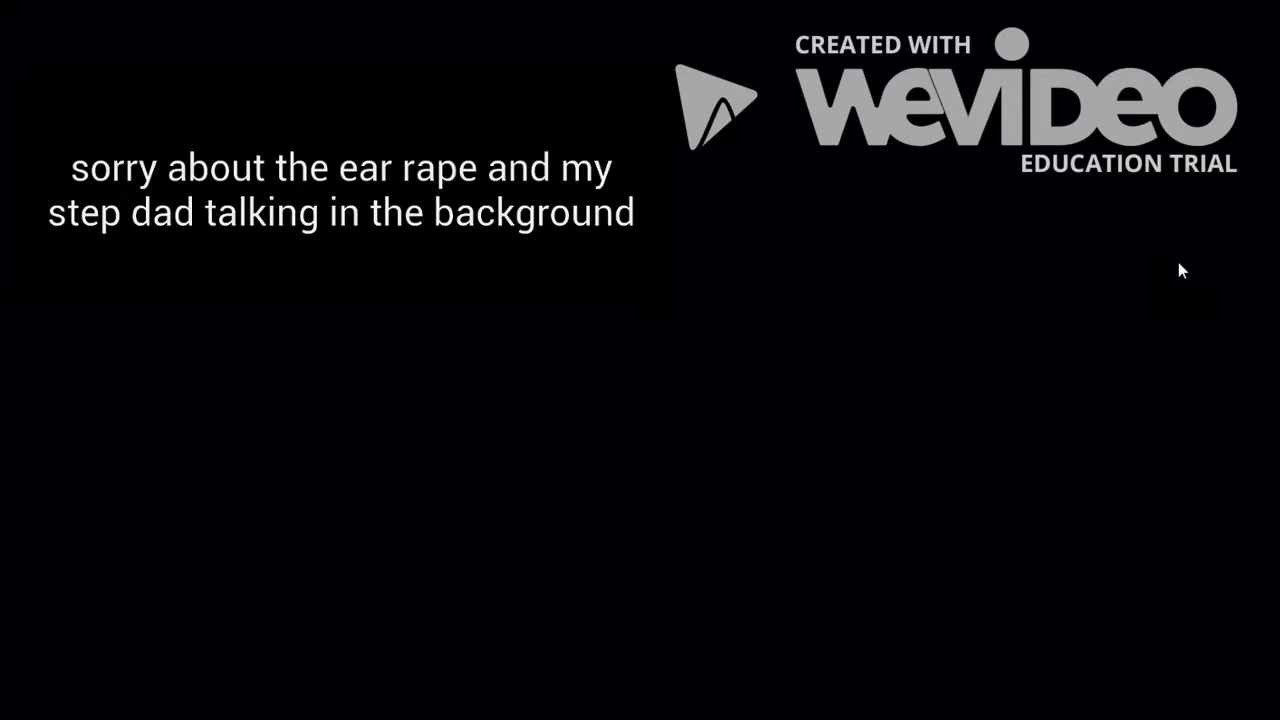 CREATED WITH
WEVIDEO
EDUCATION TRIAL
sorry about the ear rape and my
step dad talking in the background